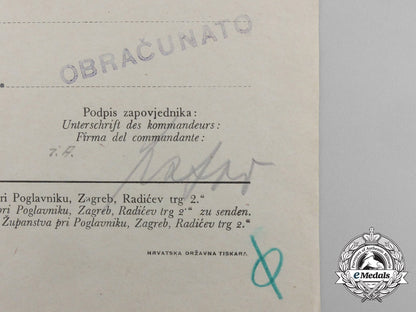 OBRAČUNATO
Podpis zapovjednika:
Unterschrift des kommandeurs:
Firma del commandante:
ri Poglavniku, Zagreb, Radićev trg 2."
pri Poglavniku, Zagreb, Radićev trg 2" zu senden.
Županstva pri Poglavniku, Zagreb, Radićev trg 2."
HRVATSKA DRŽAVNA TISKARA
eMedals